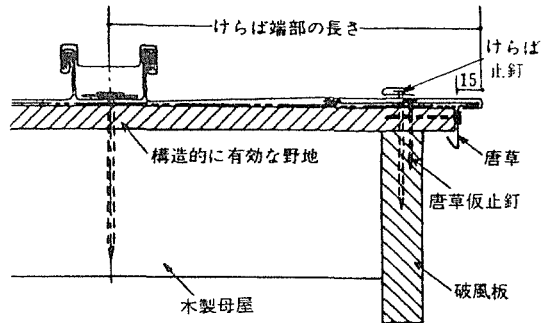 けらば端部の長さ
けらば
止釘
15
構造的に有効な野地
唐草
唐草仮止釘
木製母屋
破風板